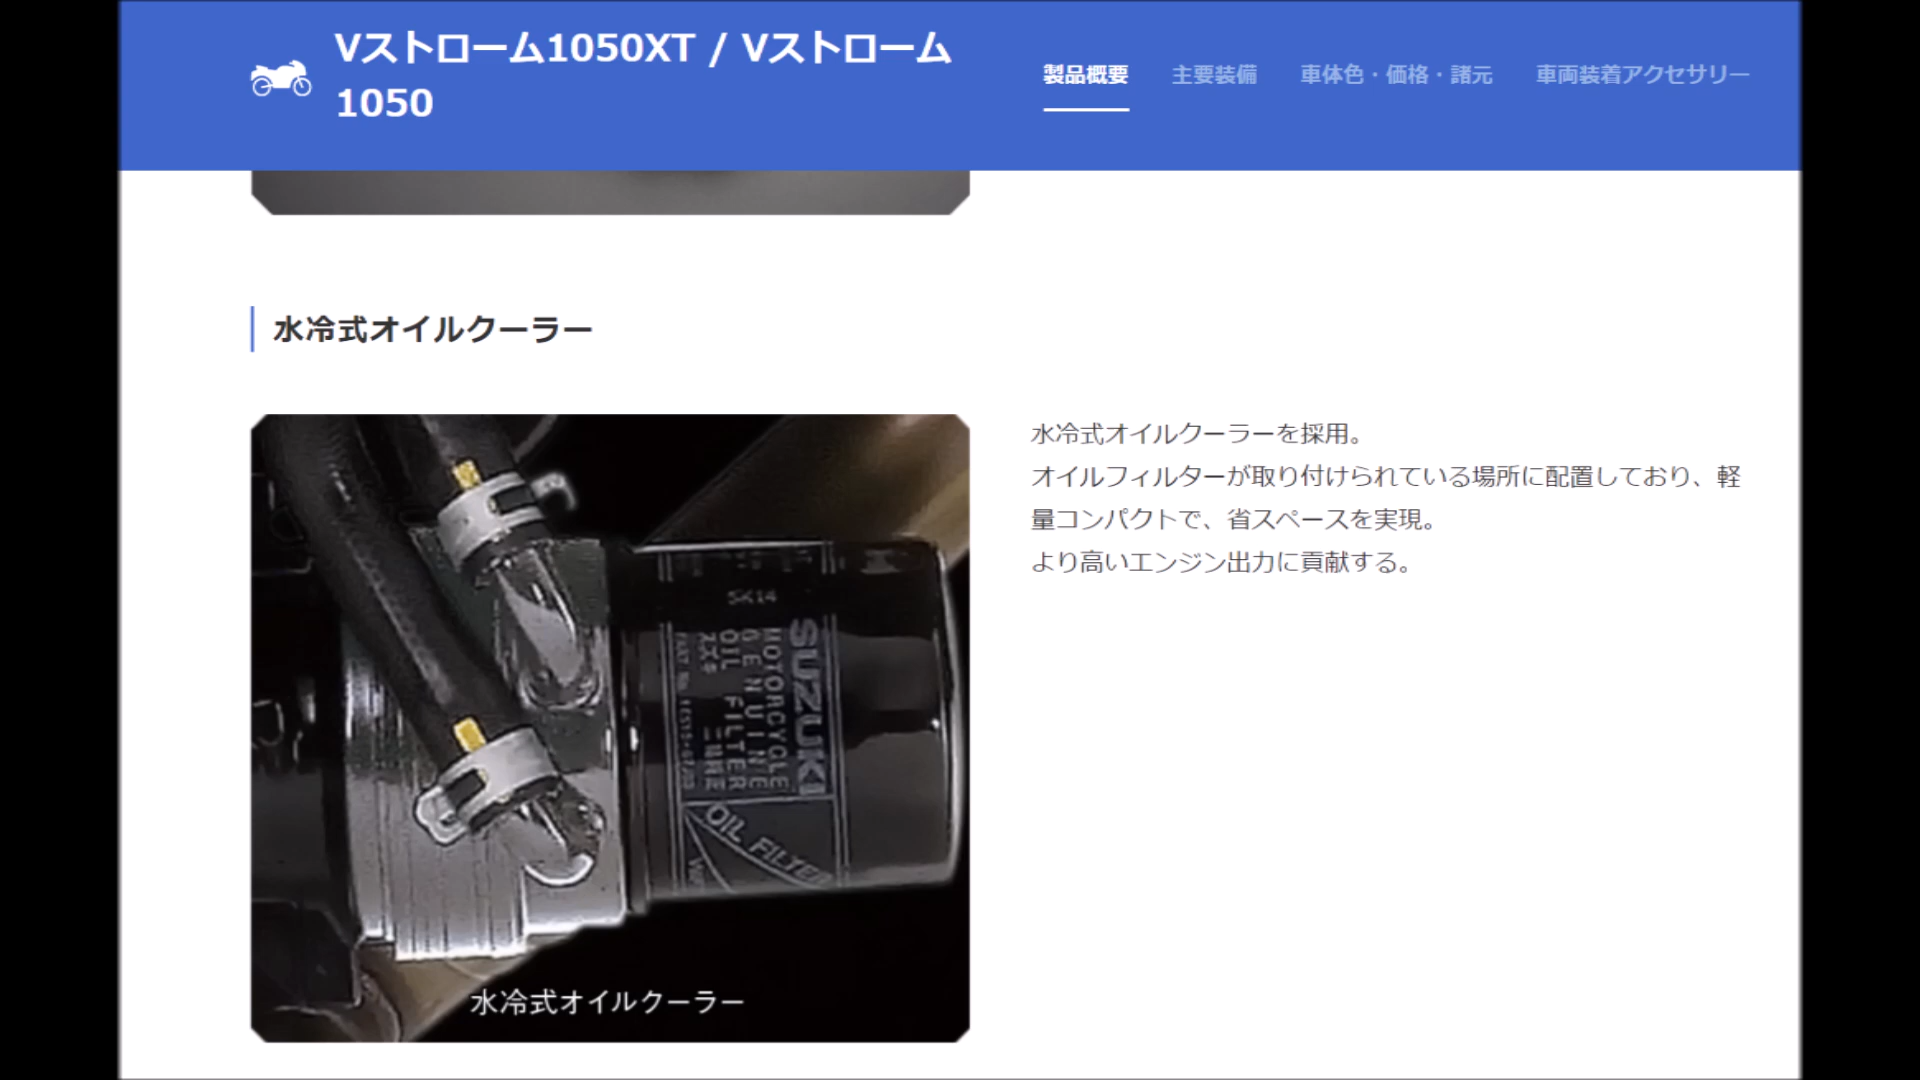 Vストローム1050XT / Vストローム
1050
製品概要
主要装備
車体色・価格・諸元
車両装着アクセサリー
水冷式オイルクーラー
水冷式オイルクーラーを採用。
オイルフィルターが取り付けられている場所に配置しており、軽
量コンパクトで、省スペースを実現。
より高いエンジン出力に貢献する。
5K14
SUZUKI
MOTORCYCLE
GENUINE
OIL FILTER
スズキ
OIL FILTER
水冷式オイルクーラー